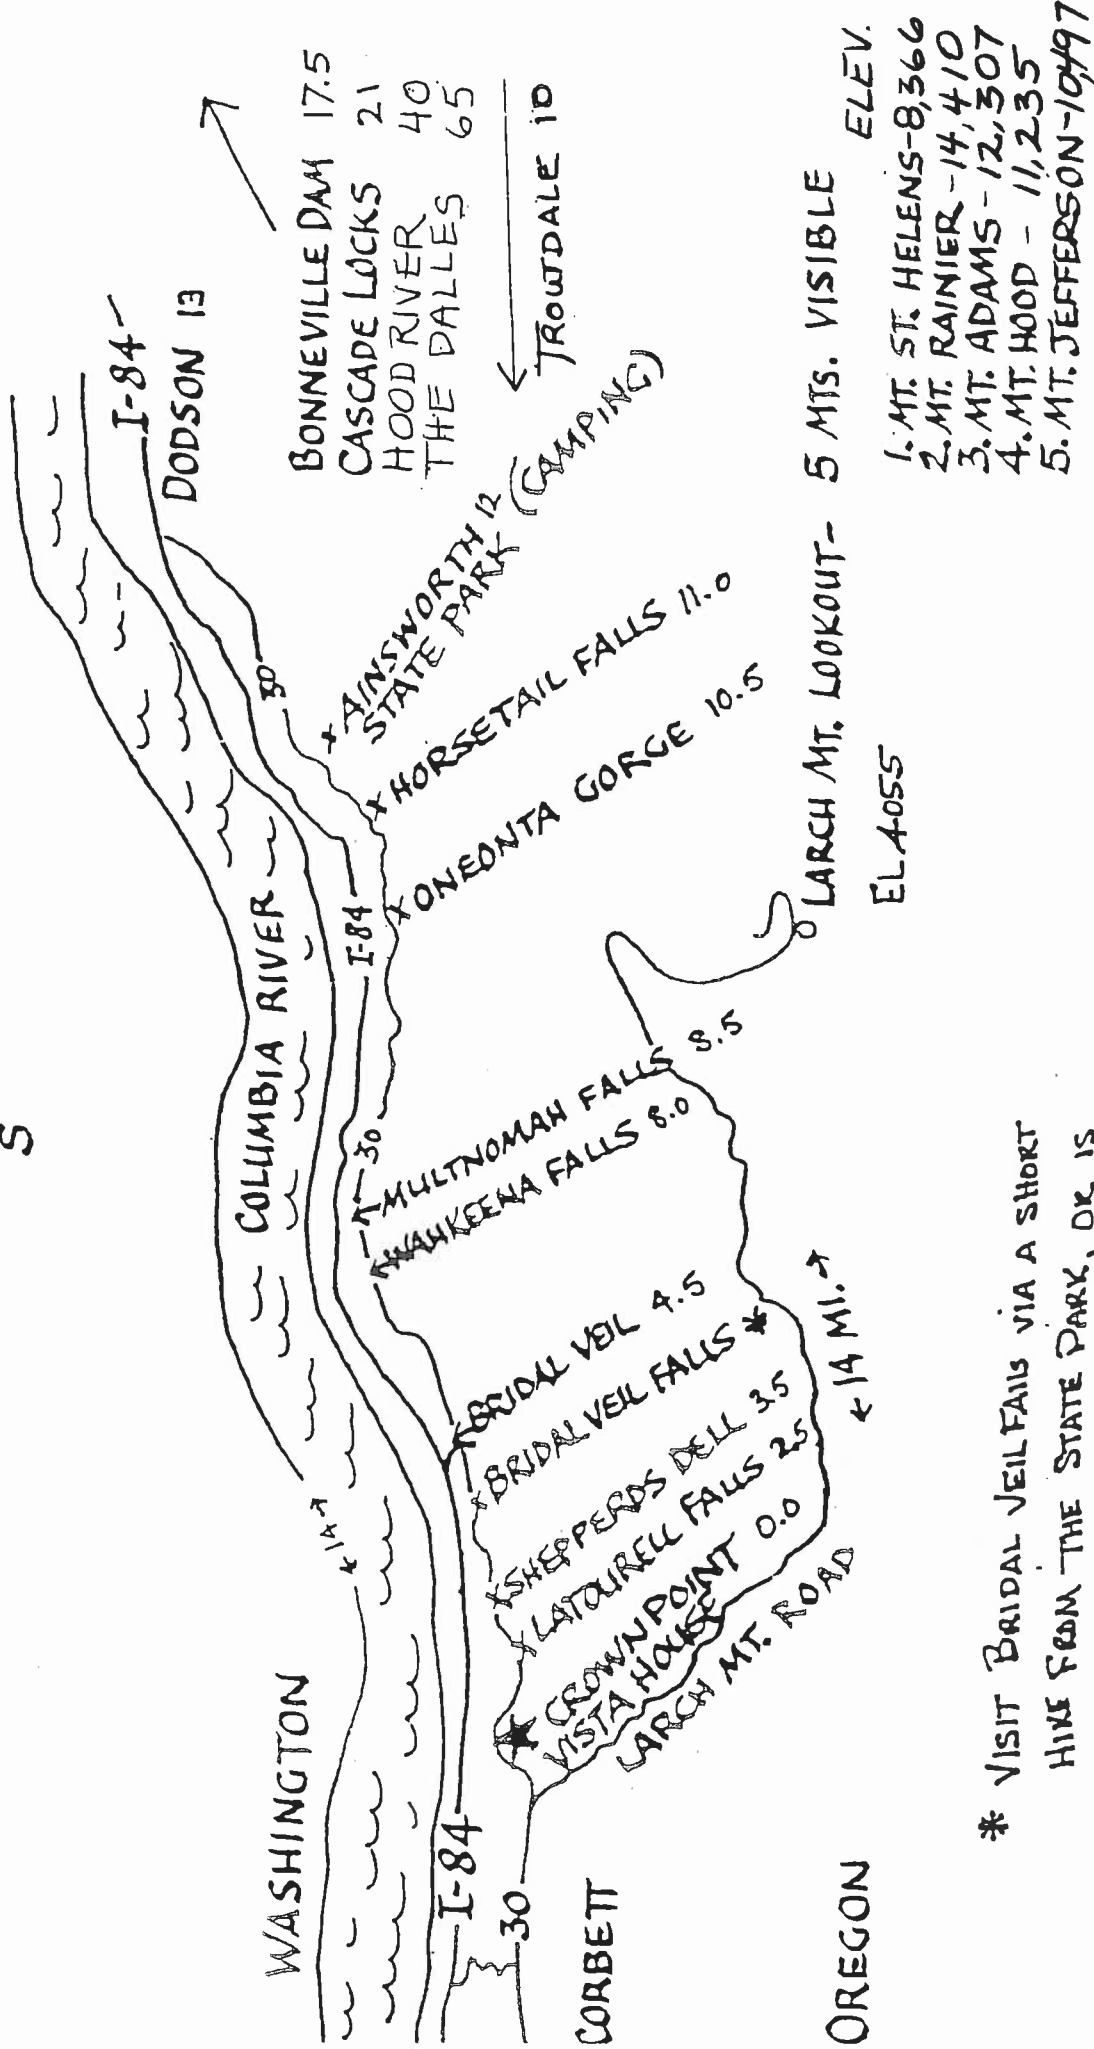 S
WASHINGTON
← 14 →
COLUMBIA RIVER
I-84
DODSON 13
BONNEVILLE DAM 17.5
CASCADE LOCKS 21
HOOD RIVER 40
THE DALLES 65
TROUTDALE 10
I-84
30
CORBETT
OREGON
CROWN POINT 0.0
VISTA HOUSE
LARCH MT. ROAD
LATOURELL FALLS 2.5
SHEPPERDS DELL 3.5
BRIDAL VEIL FALLS *
BRIDAL VEIL 4.5
WAHKEENA FALLS 8.0
MULTNOMAH FALLS 8.5
30
I-84
ONEONTA GORGE 10.5
HORSETAIL FALLS 11.0
AINSWORTH 12
STATE PARK (CAMPING)
30
← 14 MI. →
LARCH MT. LOOKOUT - 5 MTS. VISIBLE
EL 4055
ELEV.
1. MT. ST. HELENS - 8,366
2. MT. RAINIER - 14,410
3. MT. ADAMS - 12,307
4. MT. HOOD - 11,235
5. MT. JEFFERSON - 10,497
* VISIT BRIDAL VEIL FALLS VIA A SHORT
HIKE FROM THE STATE PARK, OR IS